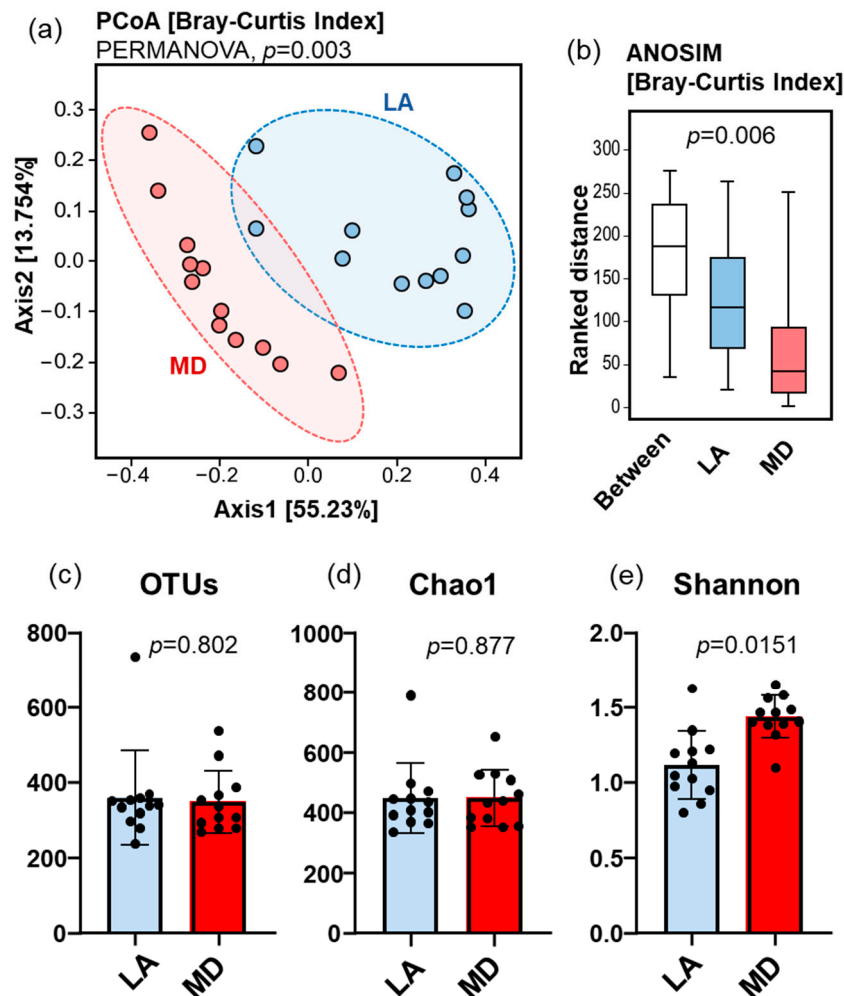 (a)
PCoA [Bray-Curtis Index]
PERMANOVA, p=0.003
LA
MD
0.3
0.2
0.1
0.0
−0.1
−0.2
−0.3
Axis2 [13.754%]
−0.4
−0.2
0.0
0.2
0.4
Axis1 [55.23%]
(b)
ANOSIM
[Bray-Curtis Index]
p=0.006
300
250
200
150
100
50
0
Ranked distance
Between
LA
MD
(c)
OTUs
p=0.802
800
600
400
200
0
LA
MD
(d)
Chao1
p=0.877
1000
800
600
400
200
0
LA
MD
(e)
Shannon
p=0.0151
2.0
1.5
1.0
0.5
0.0
LA
MD